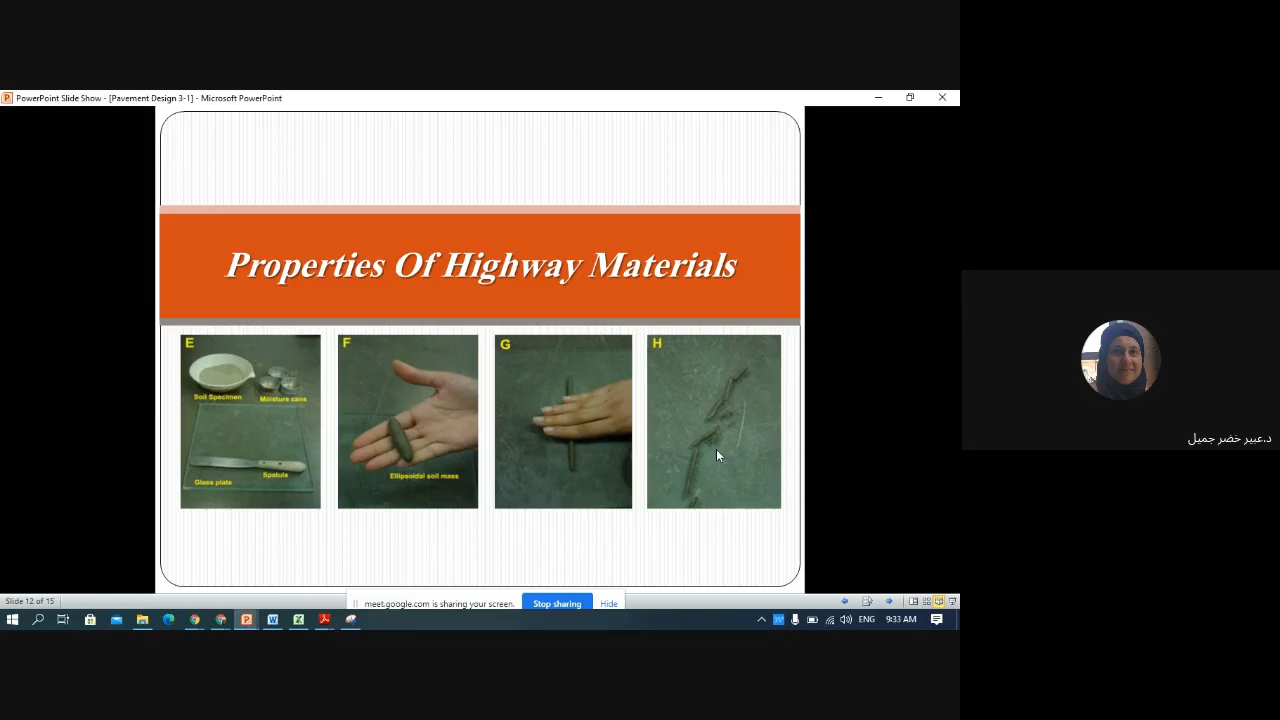 PowerPoint Slide Show - [Pavement Design 3-1] - Microsoft PowerPoint
Properties Of Highway Materials
E
Soil Specimen
Moisture cans
Spatula
Glass plate
F
Ellipsoidal soil mass
G
H
د.عبير خضر جميل
Slide 12 of 15
meet.google.com is sharing your screen.
Stop sharing
Hide
35°
ENG
9:33 AM